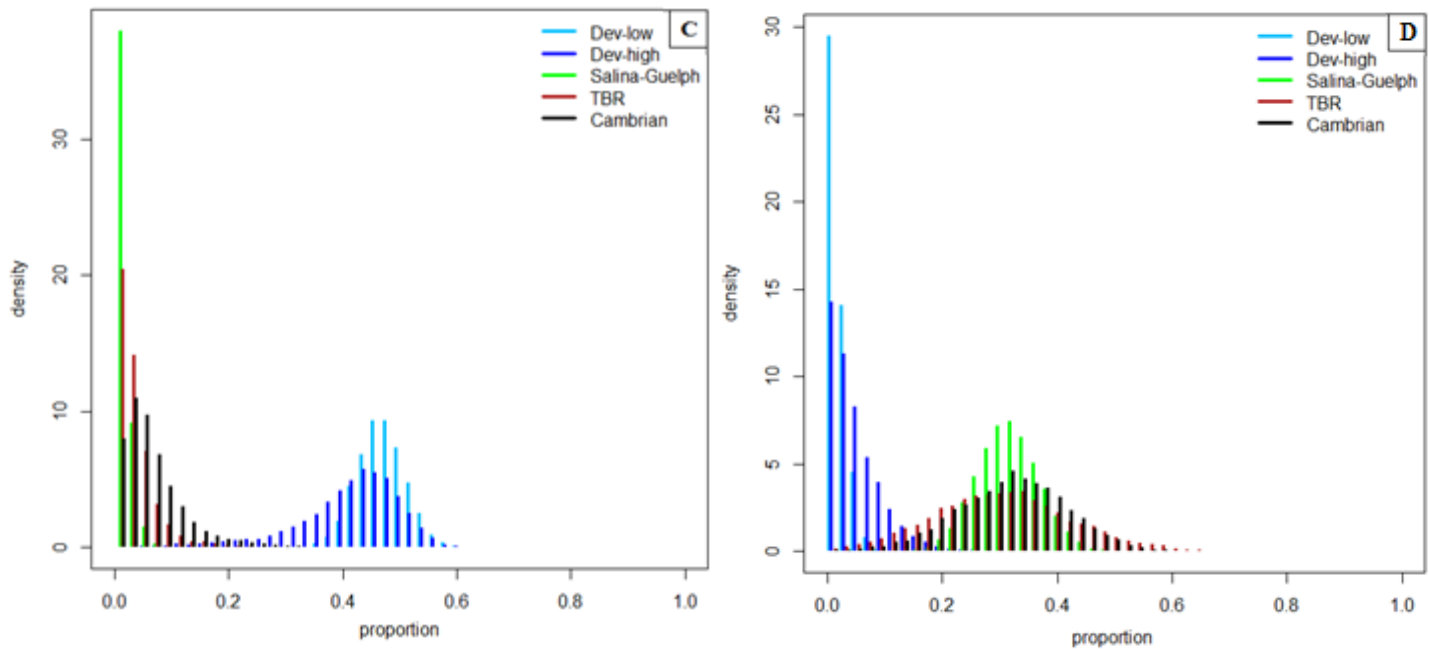 C
Dev-low
Dev-high
Salina-Guelph
TBR
Cambrian
density
0
10
20
30
0.0 0.2 0.4 0.6 0.8 1.0
proportion
D
Dev-low
Dev-high
Salina-Guelph
TBR
Cambrian
density
0
5
10
15
20
25
30
0.0 0.2 0.4 0.6 0.8 1.0
proportion